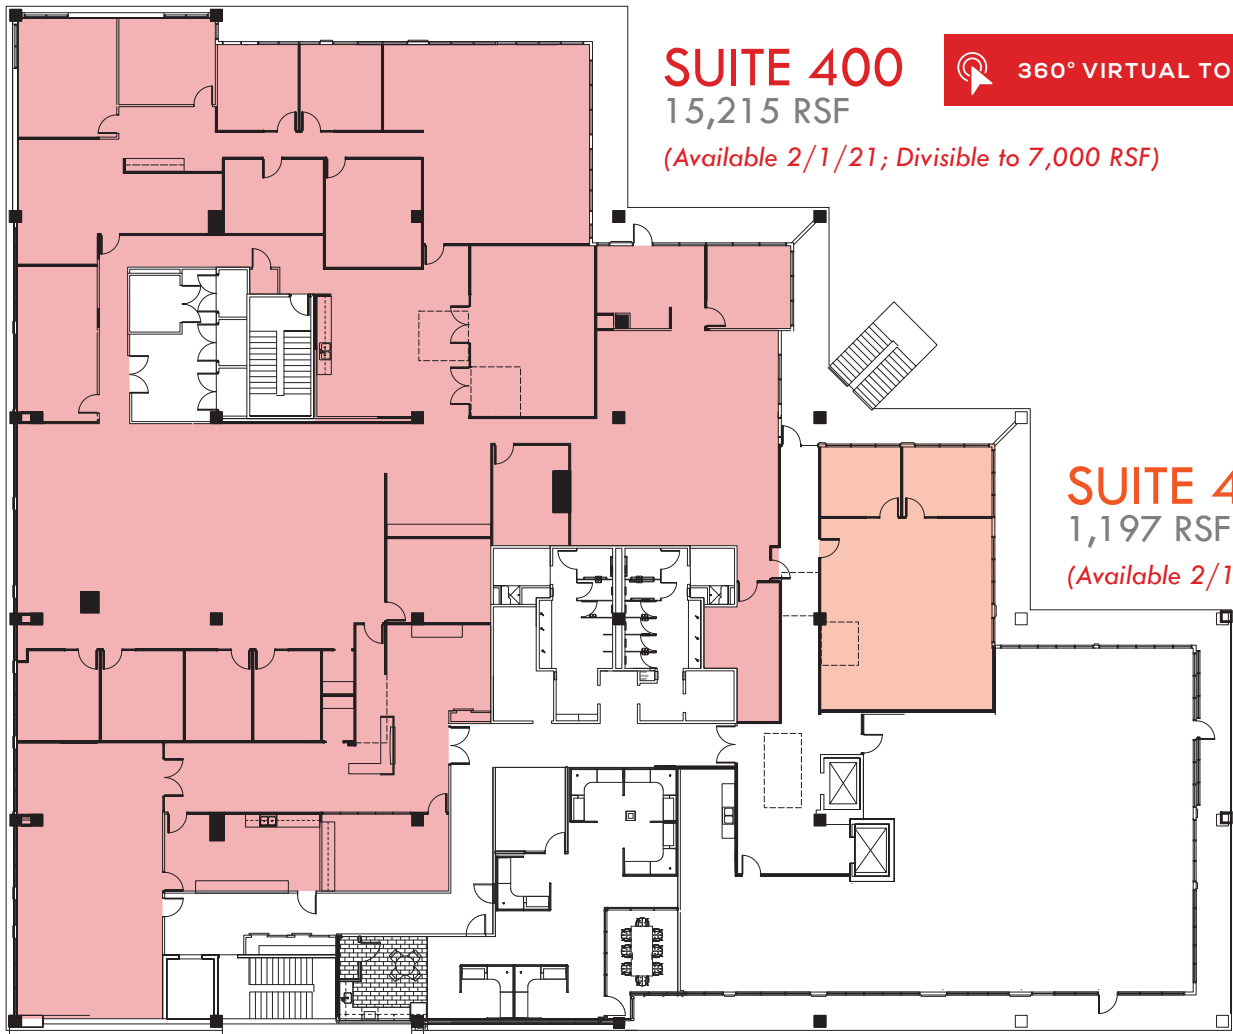 SUITE 400
15,215 RSF
(Available 2/1/21; Divisible to 7,000 RSF)
360° VIRTUAL TO
SUITE 4
1,197 RSF
(Available 2/1